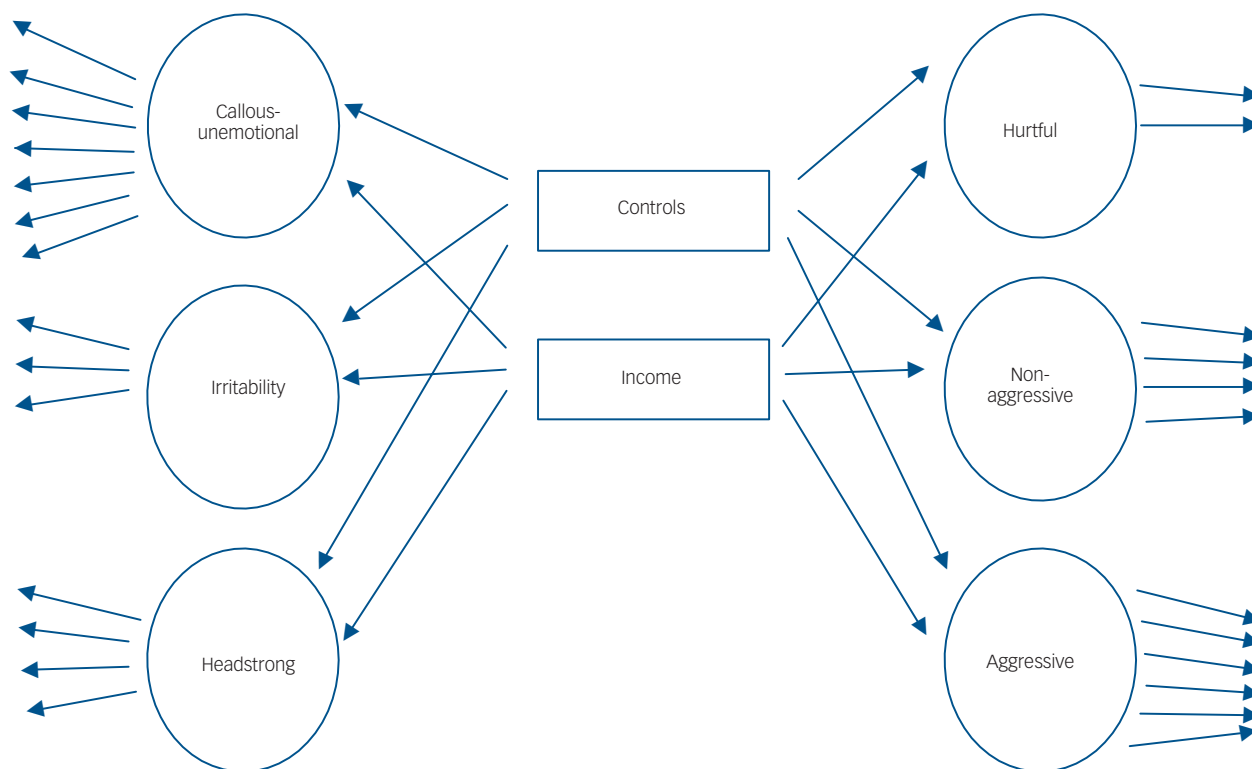 Callous-
unemotional
Hurtful
Controls
Irritability
Income
Non-
aggressive
Headstrong
Aggressive